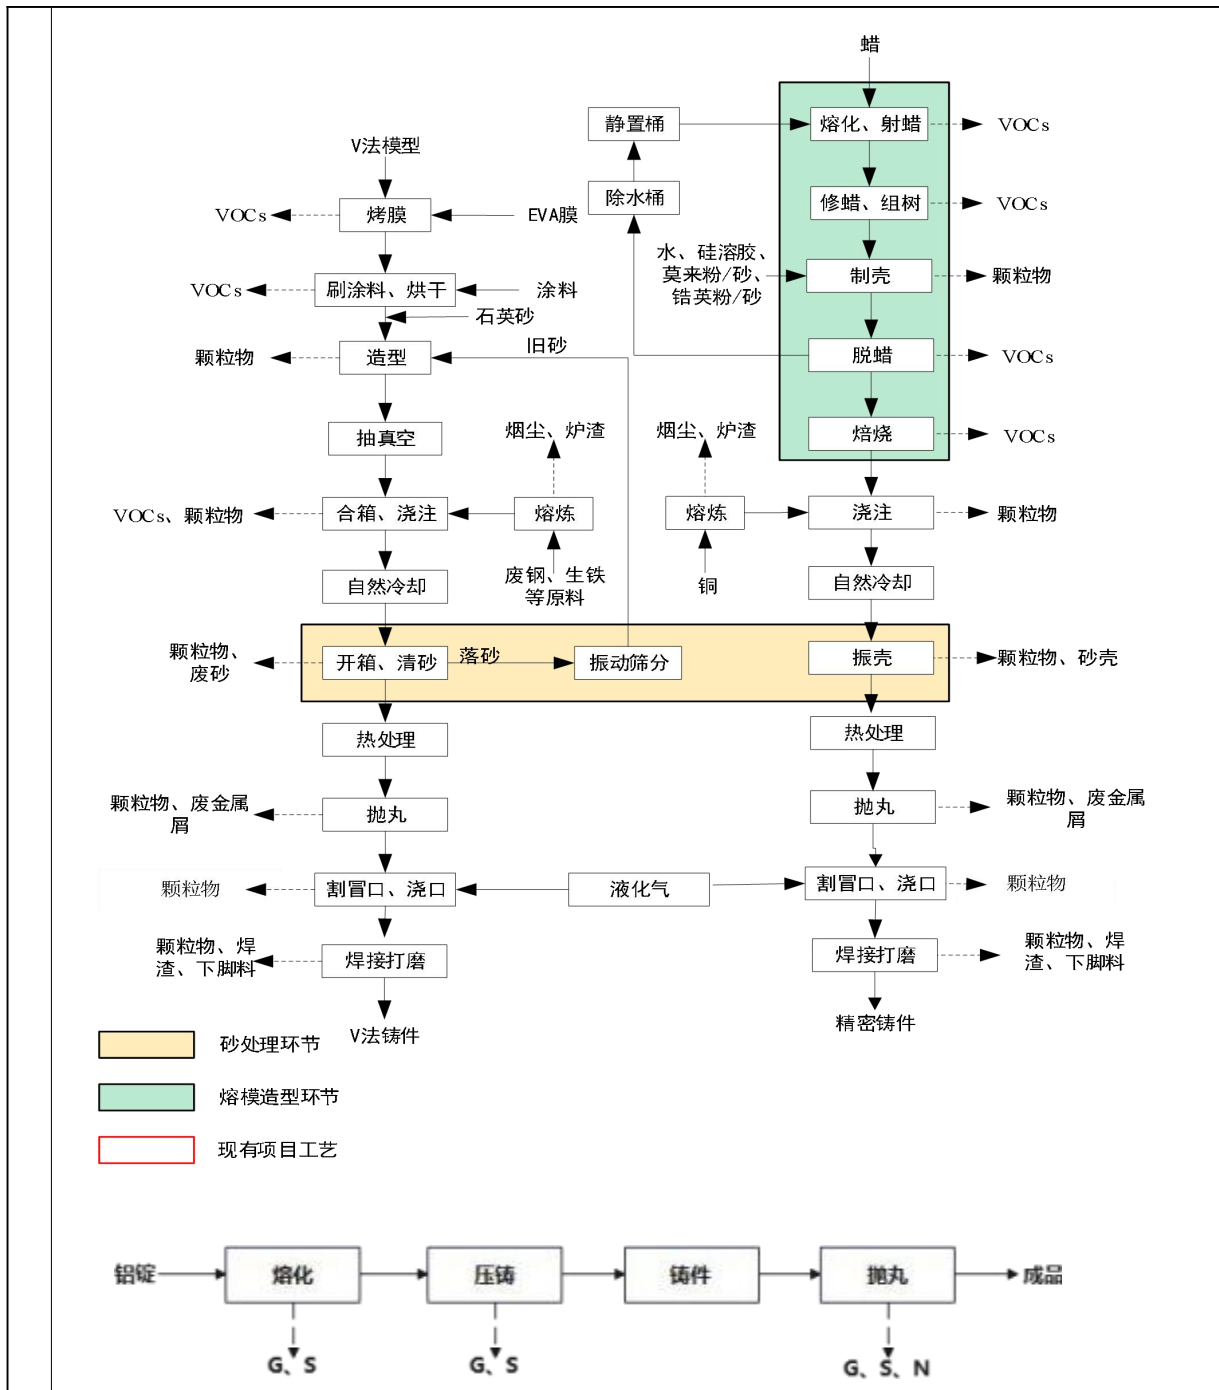 蜡
静置桶
熔化、射蜡
VOCs
V法模型
除水桶
修蜡、组树
VOCs
VOCs
烤膜
EVA膜
水、硅溶胶、
莫来粉/砂、
锆英粉/砂
制壳
颗粒物
VOCs
刷涂料、烘干
涂料
石英砂
颗粒物
造型
旧砂
脱蜡
VOCs
抽真空
烟尘、炉渣
烟尘、炉渣
焙烧
VOCs
VOCs、颗粒物
合箱、浇注
熔炼
熔炼
浇注
颗粒物
自然冷却
废钢、生铁
等原料
铜
自然冷却
颗粒物、
废砂
开箱、清砂
落砂
振动筛分
振壳
颗粒物、砂壳
热处理
热处理
颗粒物、废金属
屑
抛丸
抛丸
颗粒物、废金属
屑
颗粒物
割冒口、浇口
液化气
割冒口、浇口
颗粒物
颗粒物、焊
渣、下脚料
焊接打磨
焊接打磨
颗粒物、焊
渣、下脚料
V法铸件
精密铸件
砂处理环节
熔模造型环节
现有项目工艺
铝锭
熔化
压铸
铸件
抛丸
成品
G、S
G、S
G、S、N